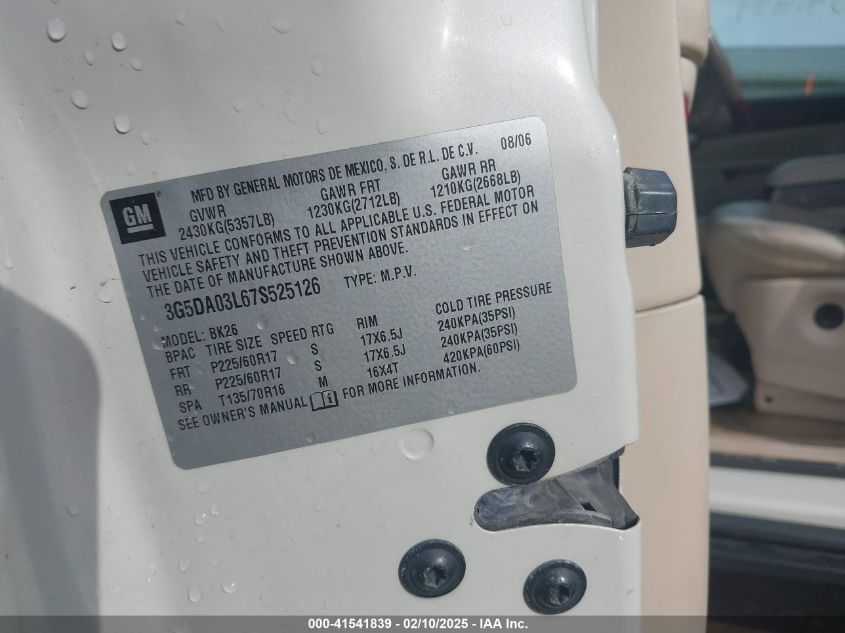 GM
MFD BY GENERAL MOTORS DE MEXICO, S. DE R.L. DE C.V. 08/06
GVWR GAWR FRT GAWR RR
2430KG(5357LB) 1230KG(2712LB) 1210KG(2668LB)
THIS VEHICLE CONFORMS TO ALL APPLICABLE U.S. FEDERAL MOTOR
VEHICLE SAFETY AND THEFT PREVENTION STANDARDS IN EFFECT ON
THE DATE OF MANUFACTURE SHOWN ABOVE.
3G5DA03L67S525126 TYPE: M.P.V.
MODEL: BK26
BPAC TIRE SIZE SPEED RTG RIM COLD TIRE PRESSURE
FRT P225/60R17 S 17X6.5J 240KPA(35PSI)
RR P225/60R17 S 17X6.5J 240KPA(35PSI)
SPA T135/70R16 M 16X4T 420KPA(60PSI)
SEE OWNER'S MANUAL FOR MORE INFORMATION.
000-41541839 / 02/10/2025 - IAA Inc.